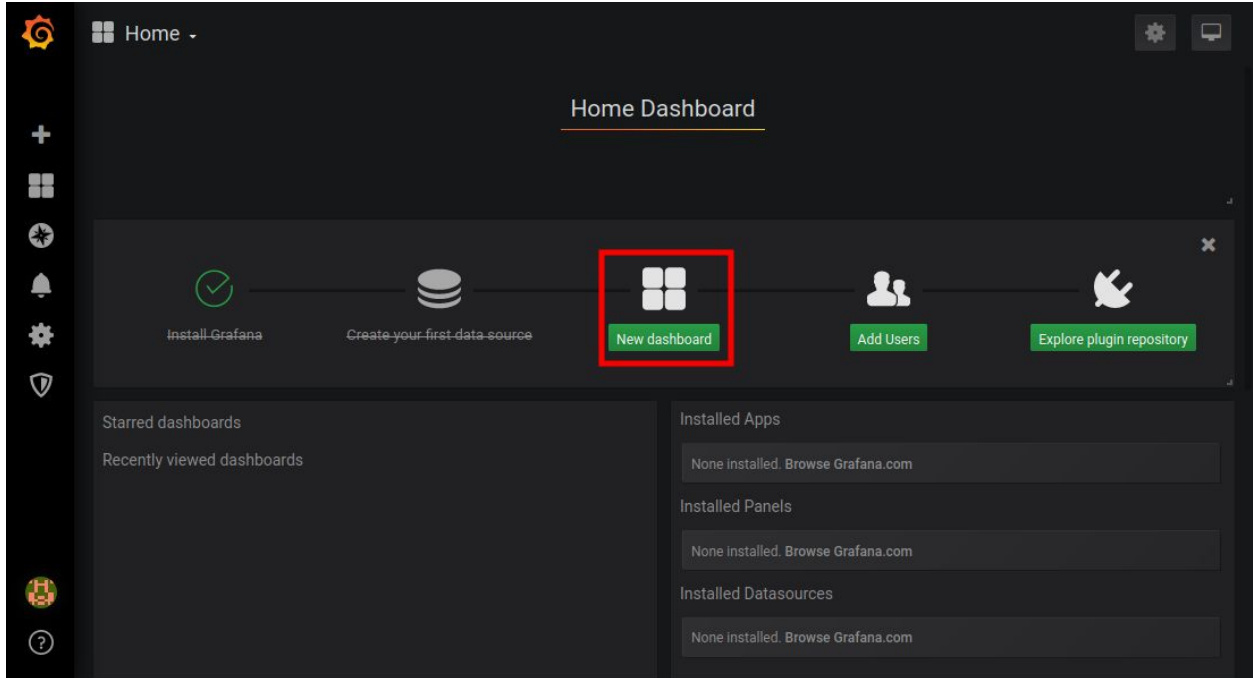 Home
Home Dashboard
Install Grafana
Create your first data source
New dashboard
Add Users
Explore plugin repository
Starred dashboards
Recently viewed dashboards
Installed Apps
None installed. Browse Grafana.com
Installed Panels
None installed. Browse Grafana.com
Installed Datasources
None installed. Browse Grafana.com
?